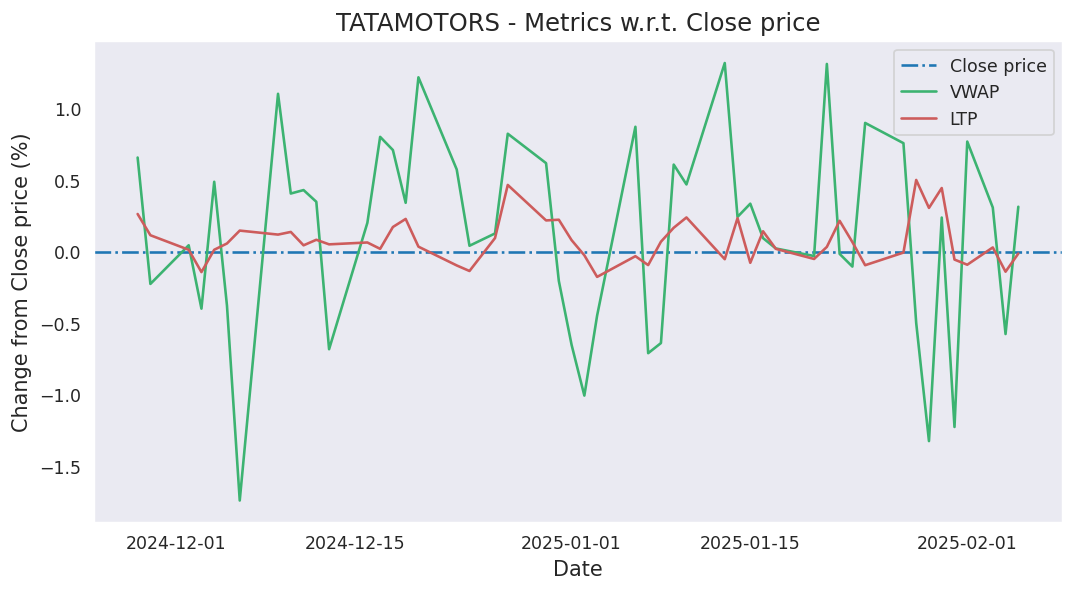 TATAMOTORS - Metrics w.r.t. Close price
Close price
VWAP
LTP
Change from Close price (%)
1.0
0.5
0.0
−0.5
−1.0
−1.5
2024-12-01
2024-12-15
2025-01-01
2025-01-15
2025-02-01
Date